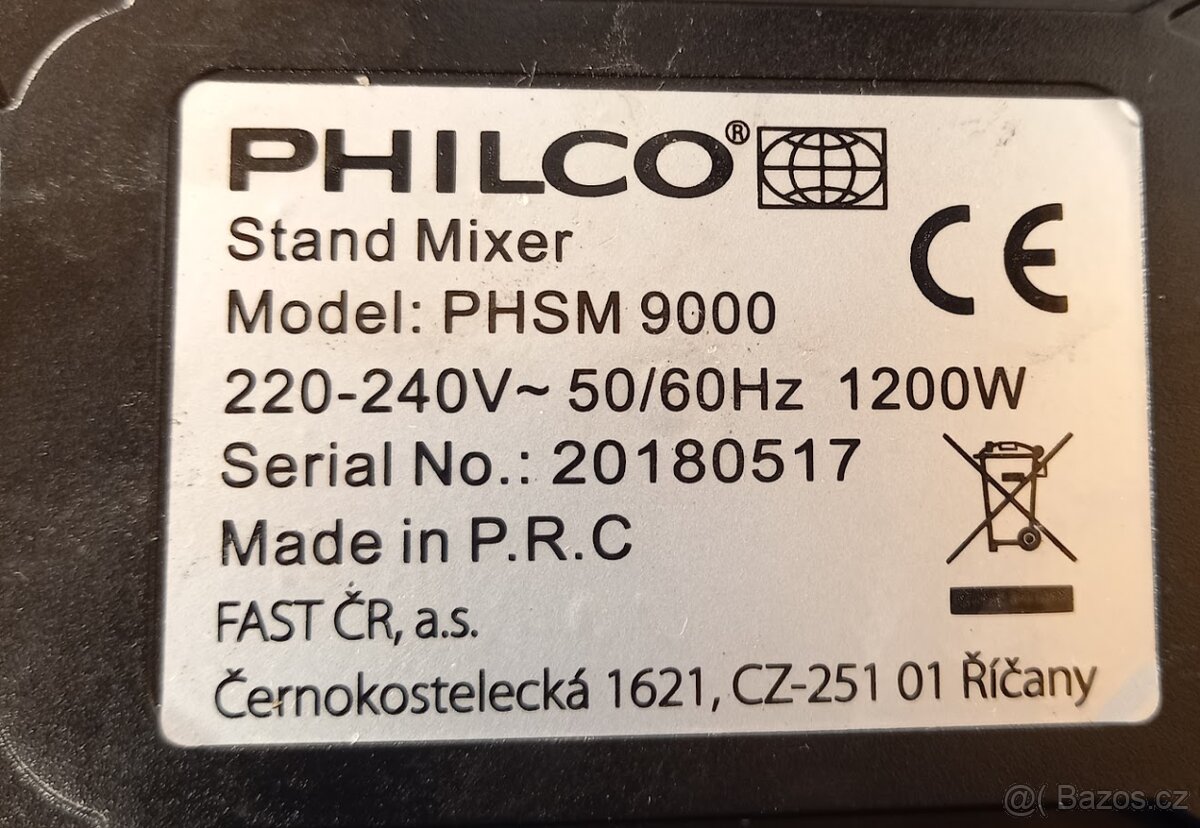 PHILCO®
Stand Mixer
CE
Model: PHSM 9000
220-240V~ 50/60Hz 1200W
Serial No.: 20180517
Made in P.R.C
FAST ČR, a.s.
Černokostelecká 1621, CZ-251 01 Říčany
@( Bazos.cz